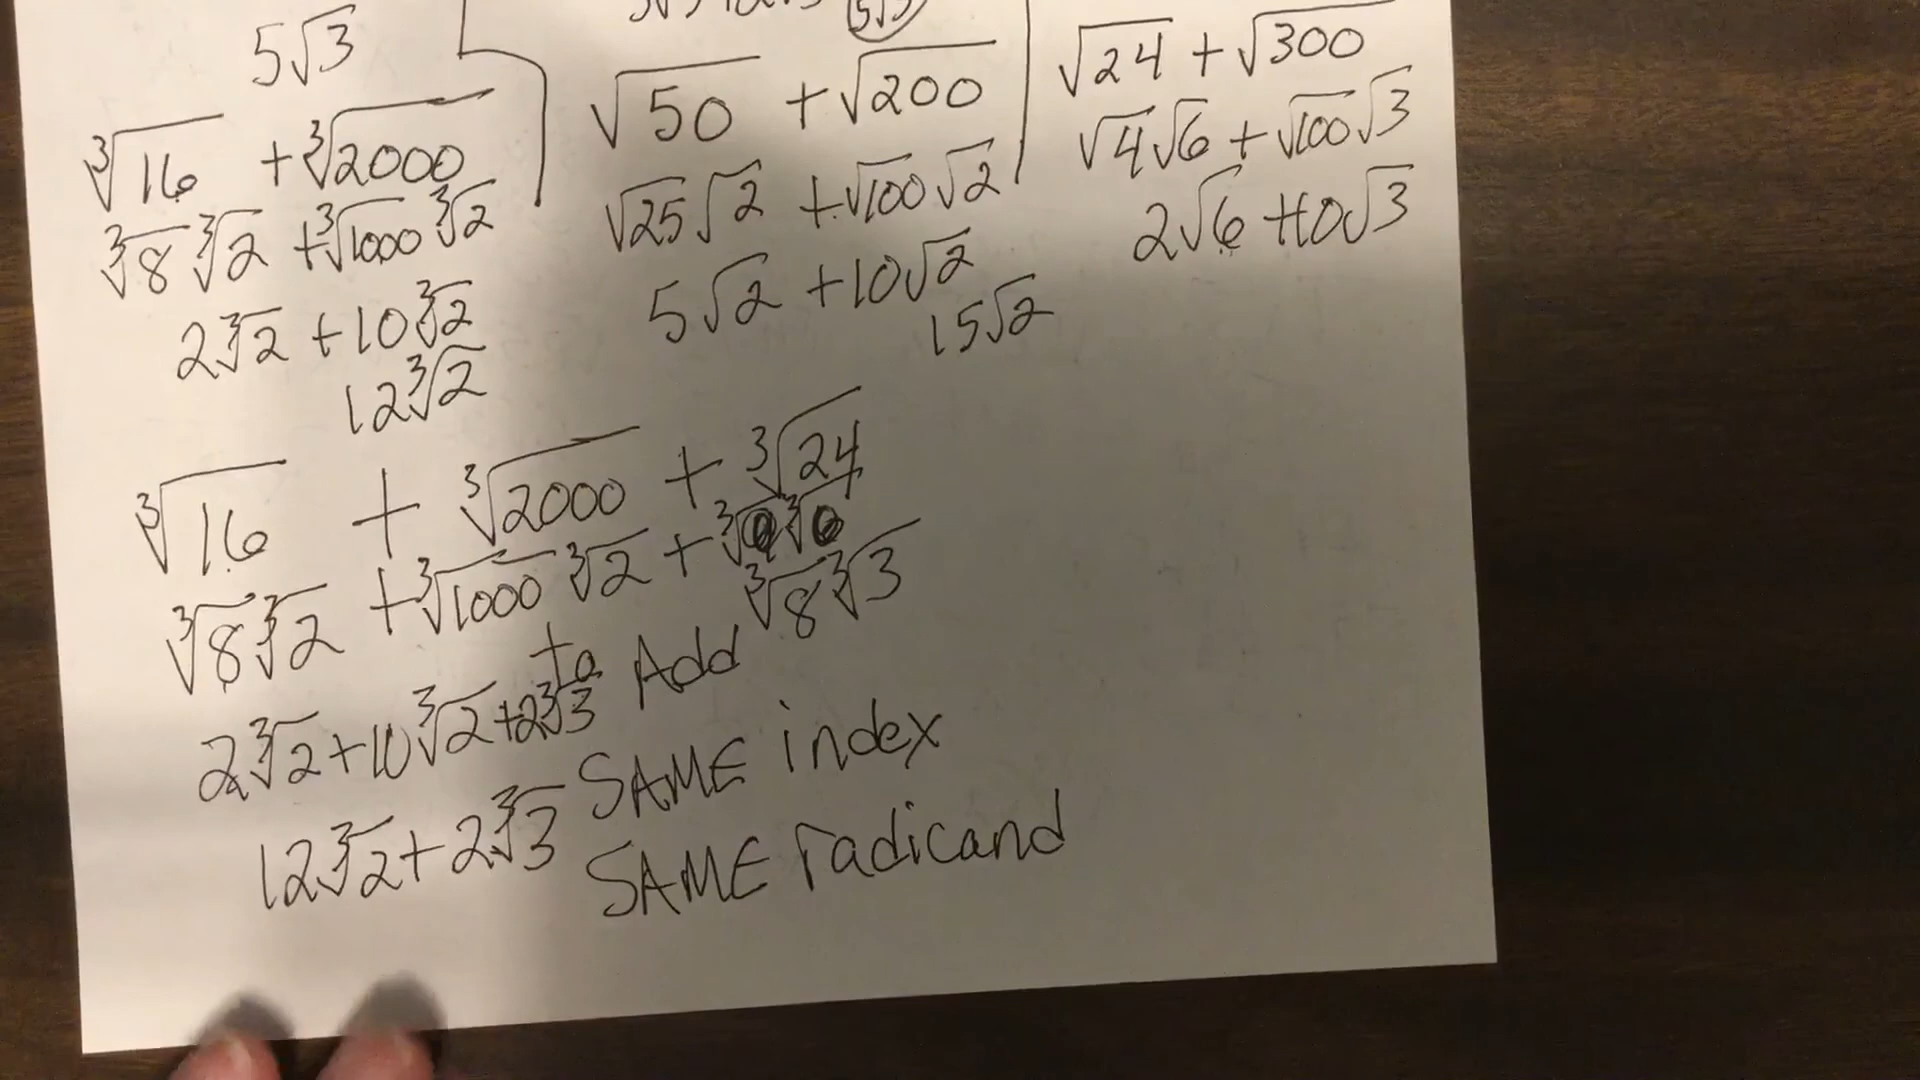 5√3
∛16 + ∛2000
∛8 ∛2 + ∛1000 ∛2
2∛2 + 10∛2
12∛2
√50 + √200
√25 √2 + √100 √2
5√2 + 10√2
15√2
√24 + √300
√4 √6 + √100 √3
2√6 + 10√3
∛16 + ∛2000 + ∛24
∛8 ∛2 + ∛1000 ∛2 +
∛8 ∛3
2∛2 + 10∛2 + 2∛3
12∛2 + 2∛3
to Add
SAME index
SAME radicand